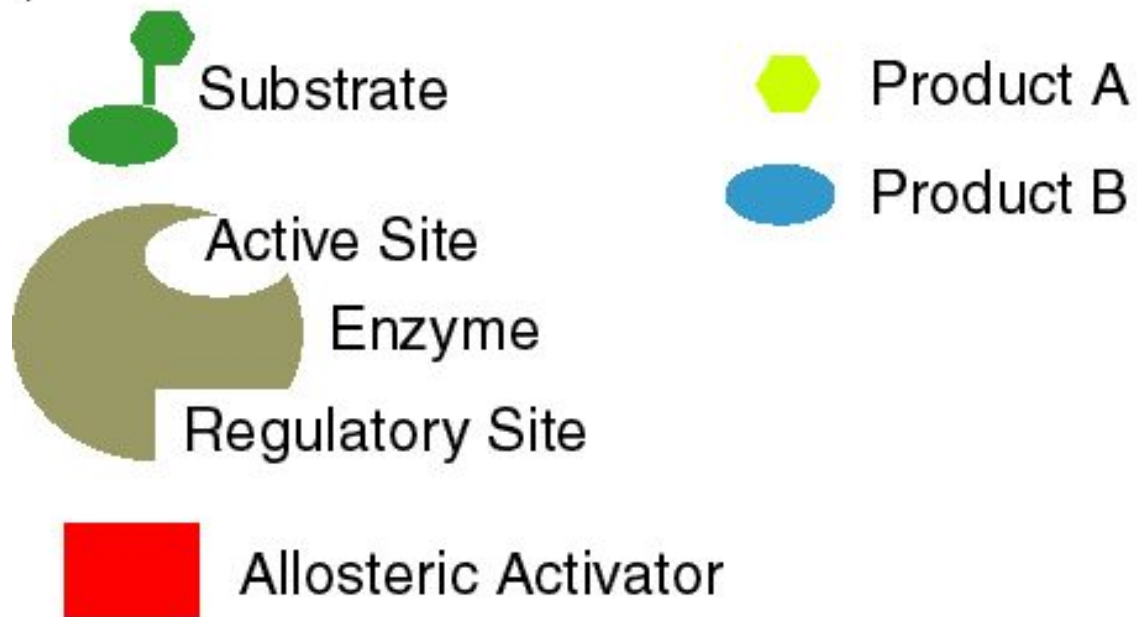 Substrate
Product A
Product B
Active Site
Enzyme
Regulatory Site
Allosteric Activator